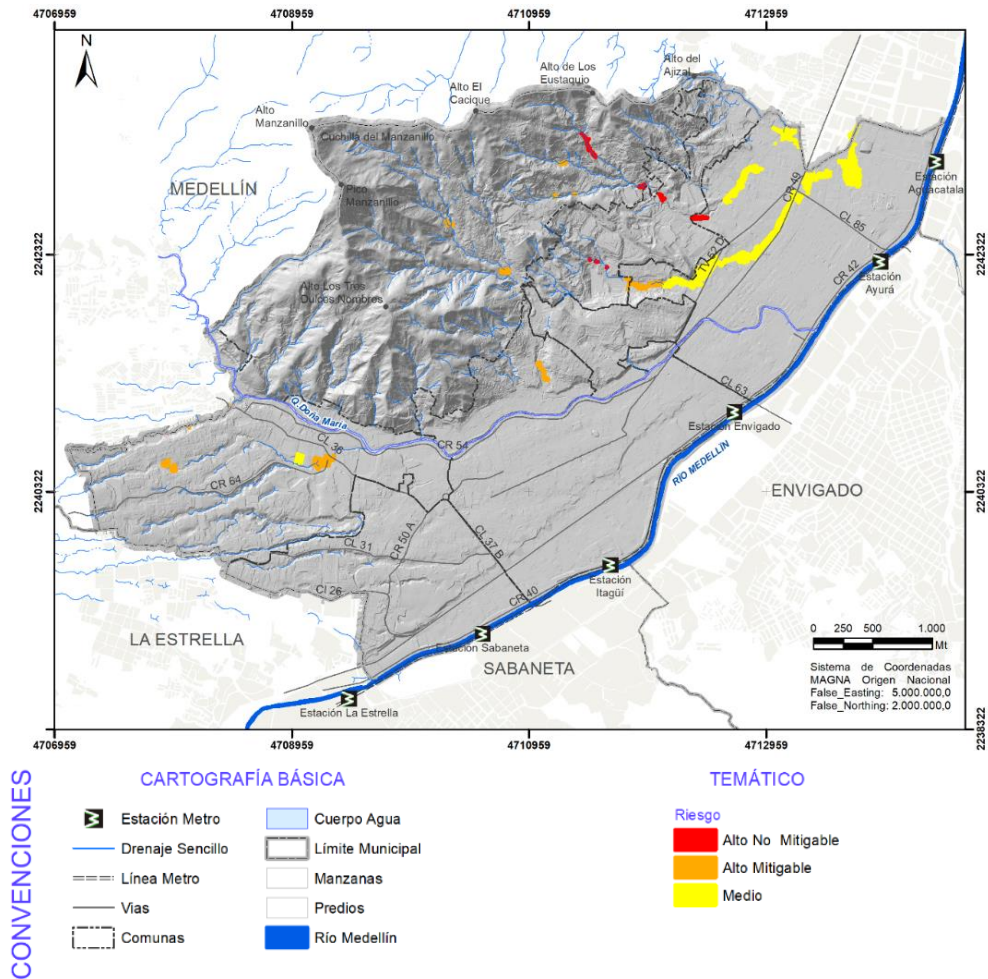 4706959
4708959
4710959
4712959
N
Alto de Los
Eustaquio
Alto del
Ajizal
Alto El
Cacique
Alto
Manzanillo
Cuchilla del Manzanillo
MEDELLÍN
Pico
Manzanillo
Estación
Aguacatala
CR 49
CL 85
2242322
2242322
TV 62 D
CR 42
Estación
Ayurá
Alto Los Tres
Dulces Nombres
CL 63
Q.Doña María
Estación Envigado
CR 54
CL 36
RÍO MEDELLÍN
2240322
CR 64
ENVIGADO
2240322
CL 37 B
CR 50 A
CL 31
Estación
Itagüí
Cl 26
CR 40
LA ESTRELLA
Estación Sabaneta
SABANETA
Estación La Estrella
0 250 500 1.000
Mt
Sistema de Coordenadas
MAGNA Origen Nacional
False_Easting: 5.000.000,0
False_Northing: 2.000.000,0
2238322
2238322
4706959
4708959
4710959
4712959
CONVENCIONES
CARTOGRAFÍA BÁSICA
Estación Metro
Drenaje Sencillo
Línea Metro
Vias
Comunas
Cuerpo Agua
Límite Municipal
Manzanas
Predios
Río Medellín
TEMÁTICO
Riesgo
Alto No Mitigable
Alto Mitigable
Medio